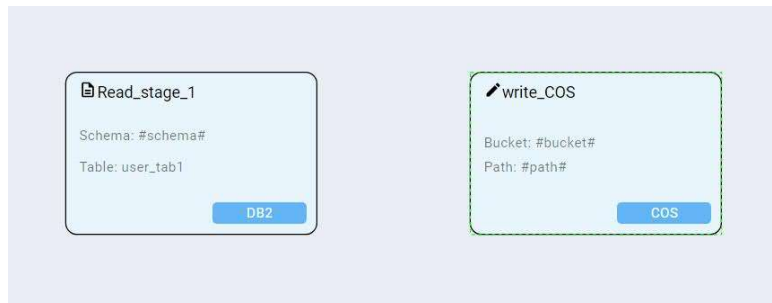 Read_stage_1
Schema: #schema#
Table: user_tab1
DB2
write_COS
Bucket: #bucket#
Path: #path#
COS